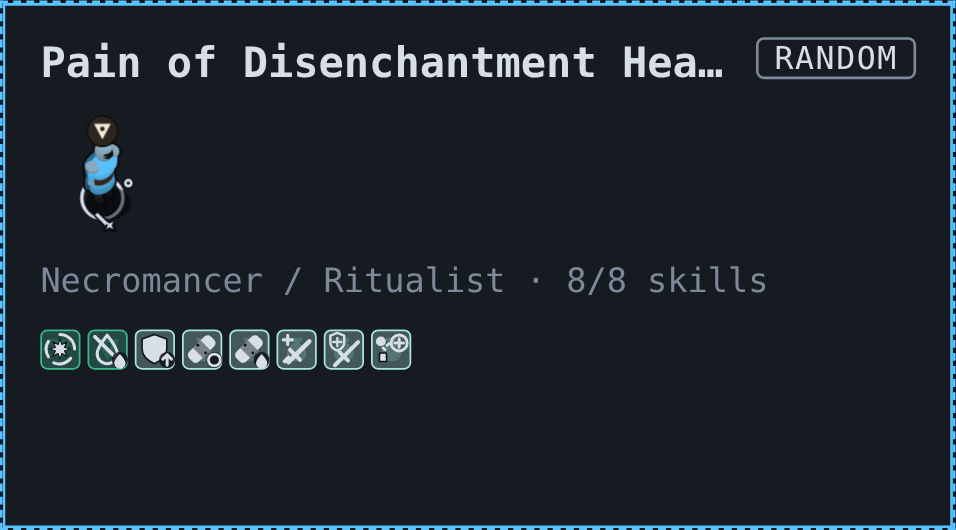 Pain of Disenchantment Hea…
RANDOM
Necromancer / Ritualist · 8/8 skills